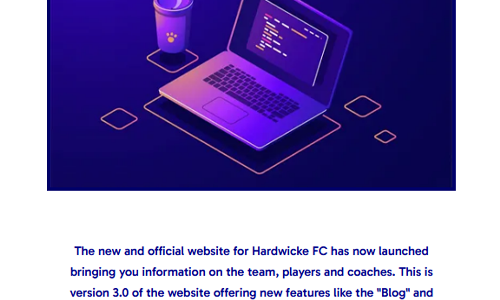 The new and official website for Hardwicke FC has now launched
bringing you information on the team, players and coaches. This is
version 3.0 of the website offering new features like the "Blog" and